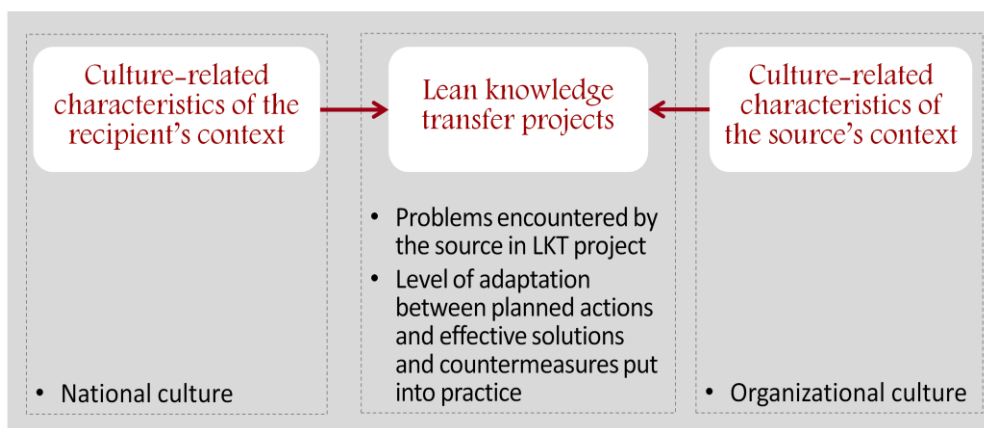 Culture-related
characteristics of the
recipient's context
Lean knowledge
transfer projects
Culture-related
characteristics of
the source's context
• Problems encountered by
the source in LKT project
• Level of adaptation
between planned actions
and effective solutions
and countermeasures put
into practice
• National culture
• Organizational culture